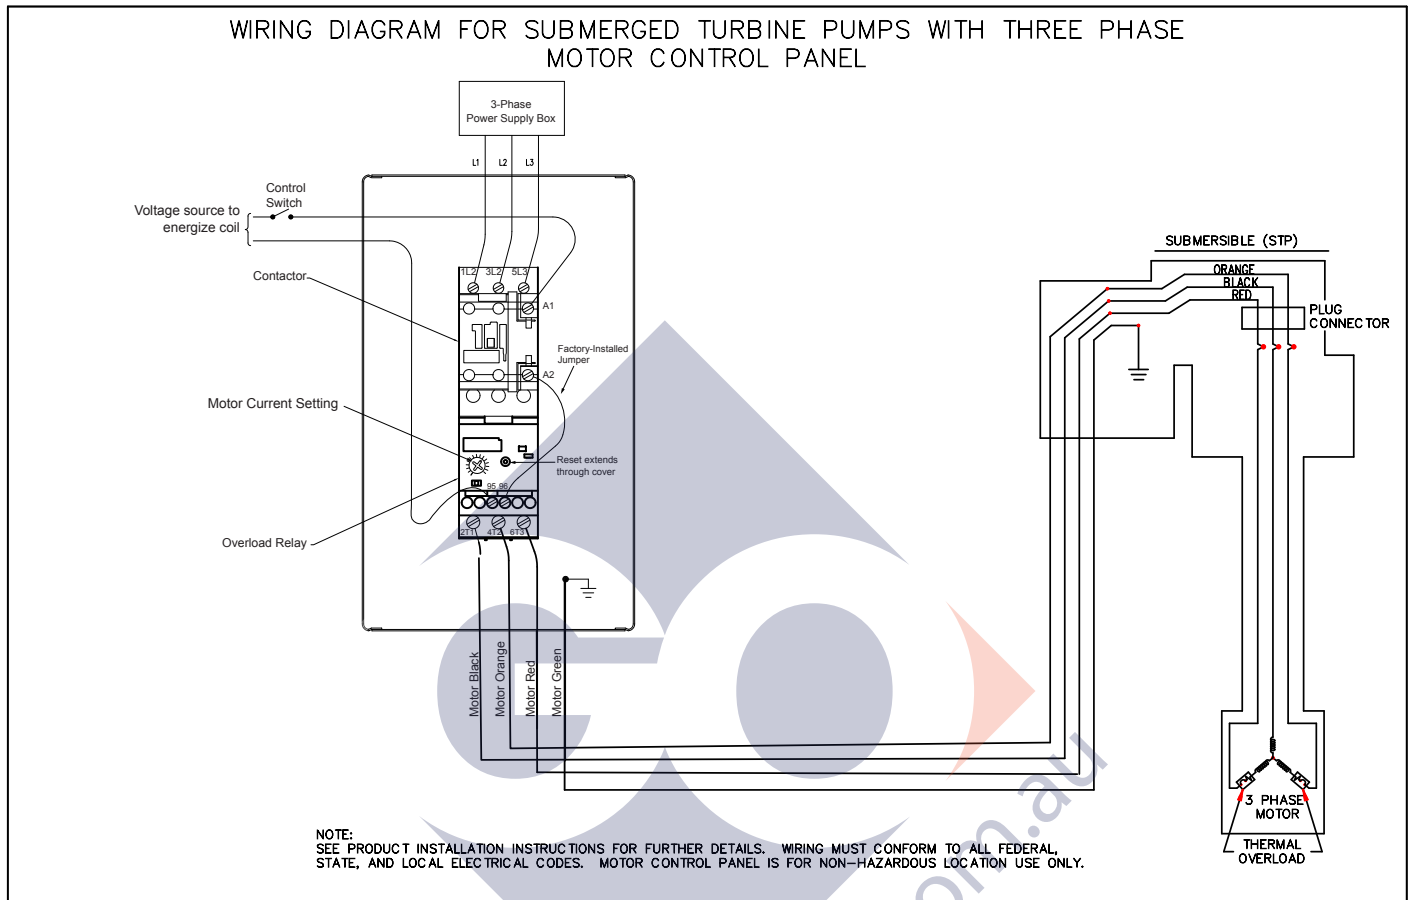 WIRING DIAGRAM FOR SUBMERGED TURBINE PUMPS WITH THREE PHASE
MOTOR CONTROL PANEL
3-Phase
Power Supply Box
L1 L2 L3
Control
Switch
Voltage source to
energize coil
SUBMERSIBLE (STP)
ORANGE
BLACK
RED
PLUG
CONNECTOR
Contactor
1L2 3L2 5L3
A1
Factory-Installed
Jumper
A2
Motor Current Setting
Reset extends
through cover
95 96
2T1 4T2 6T3
Overload Relay
Motor Black
Motor Orange
Motor Red
Motor Green
3 PHASE
MOTOR
THERMAL
OVERLOAD
NOTE:
SEE PRODUCT INSTALLATION INSTRUCTIONS FOR FURTHER DETAILS. WIRING MUST CONFORM TO ALL FEDERAL,
STATE, AND LOCAL ELECTRICAL CODES. MOTOR CONTROL PANEL IS FOR NON-HAZARDOUS LOCATION USE ONLY.
om.au